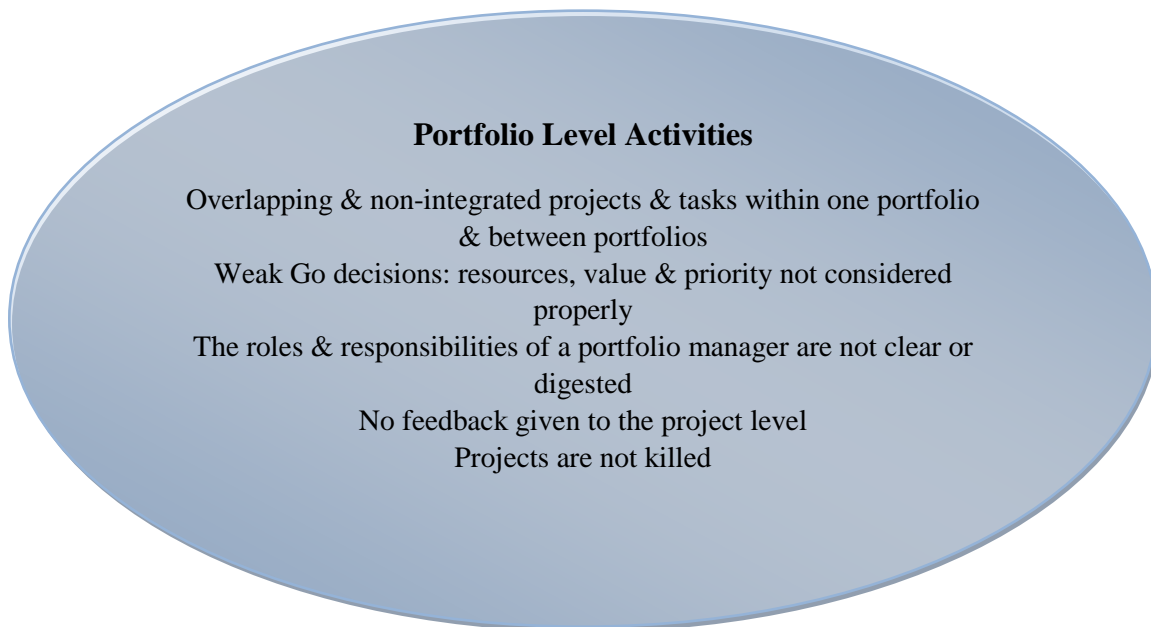 Portfolio Level Activities
Overlapping & non-integrated projects & tasks within one portfolio
& between portfolios
Weak Go decisions: resources, value & priority not considered
properly
The roles & responsibilities of a portfolio manager are not clear or
digested
No feedback given to the project level
Projects are not killed